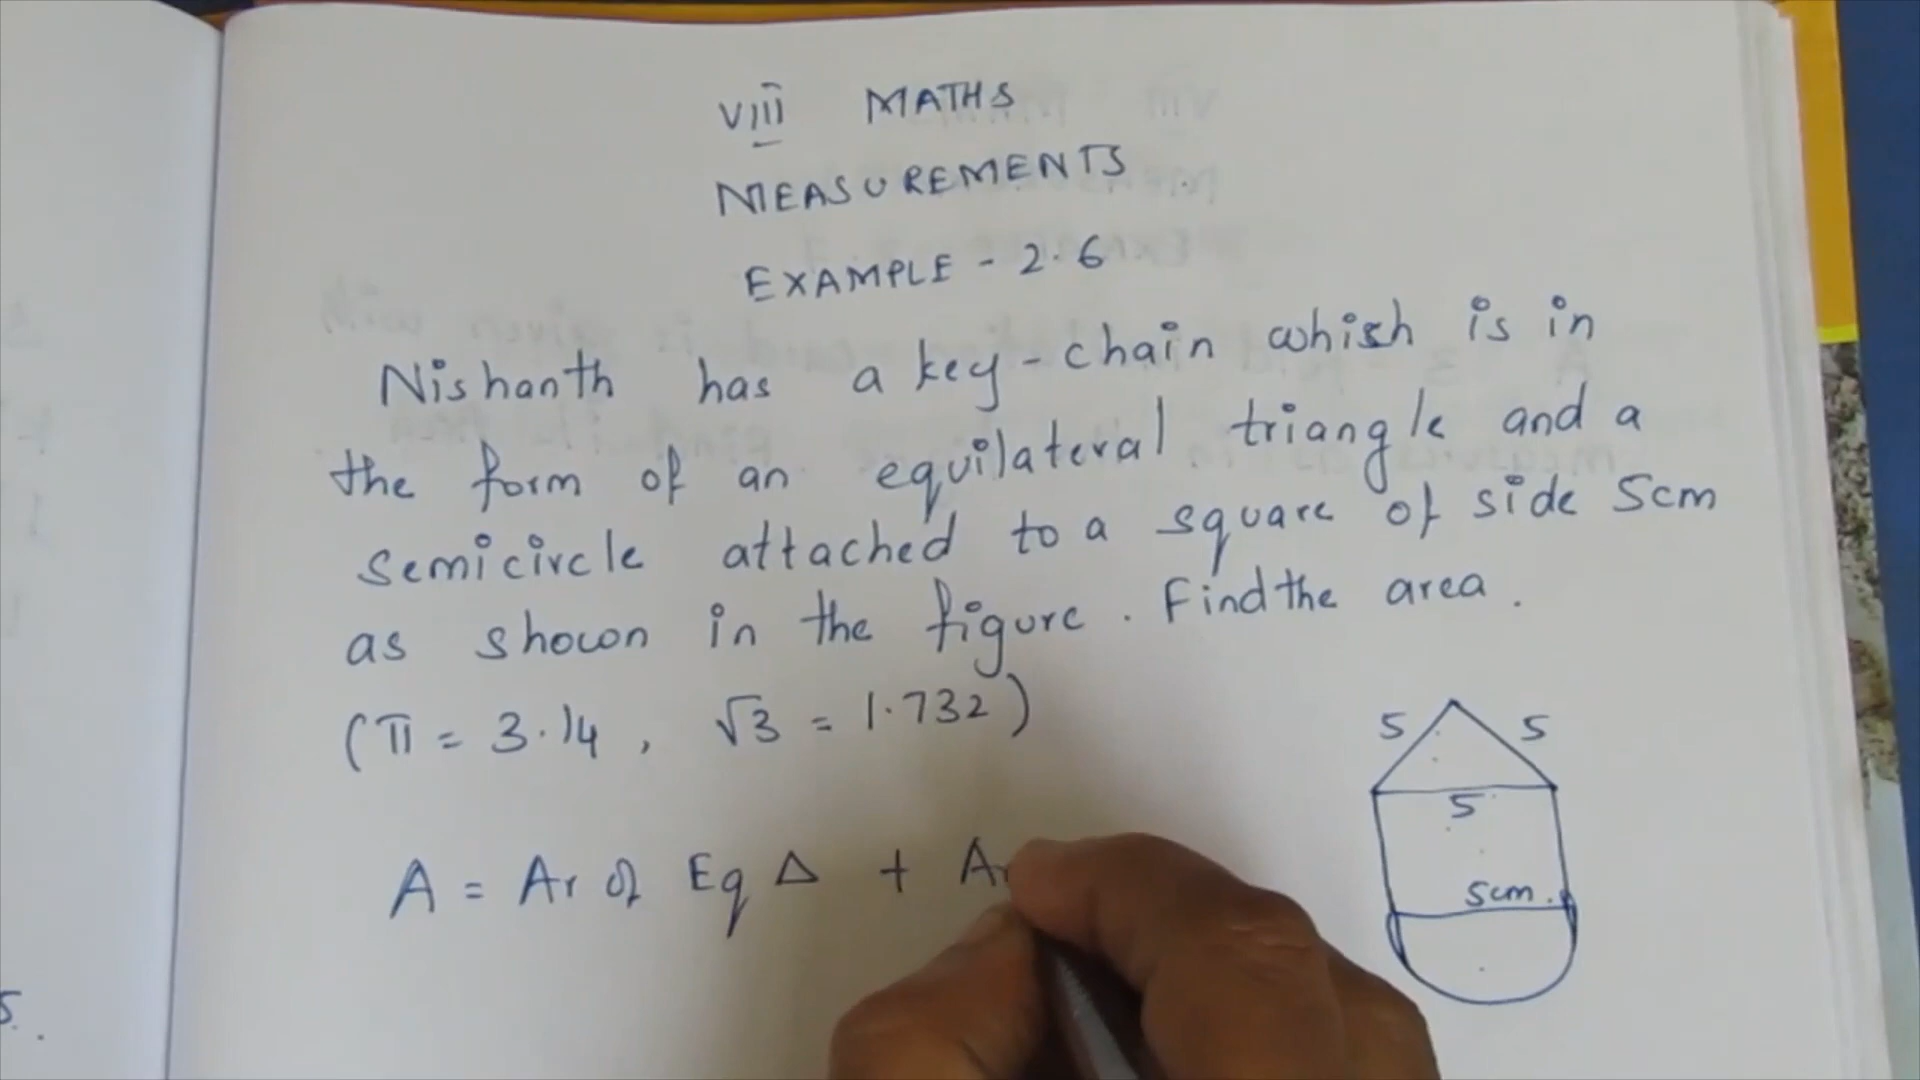 VIII MATHS
MEASUREMENTS
EXAMPLE - 2.6
Nishanth has a key-chain which is in
the form of an equilateral triangle and a
semicircle attached to a square of side 5cm
as shown in the figure. Find the area.
(π = 3.14, √3 = 1.732)
5 5
5
5cm.
A = Ar of Eq Δ + Ar
5.